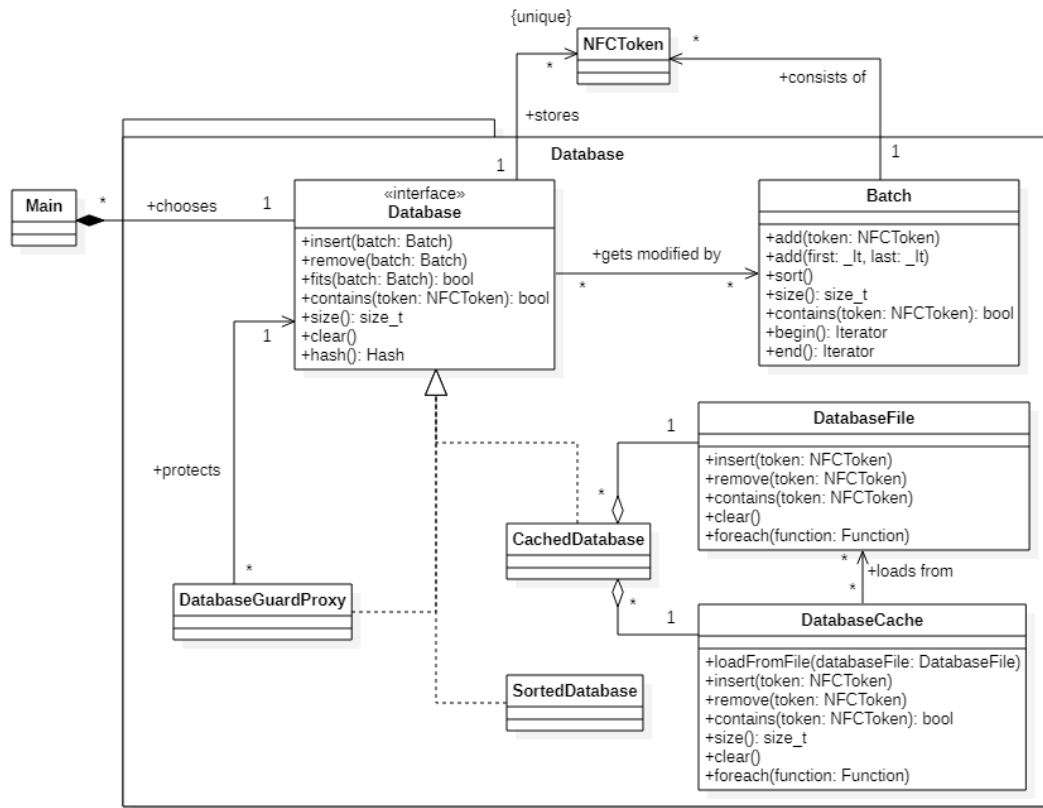 {unique}
NFCToken
*
*
+consists of
+stores
1
1
Database
Main
*
+chooses
1
«interface»
Database
+insert(batch: Batch)
+remove(batch: Batch)
+fits(batch: Batch): bool
+contains(token: NFCToken): bool
+size(): size_t
+clear()
+hash(): Hash
+gets modified by
*
*
Batch
+add(token: NFCToken)
+add(first: _It, last: _It)
+sort()
+size(): size_t
+contains(token: NFCToken): bool
+begin(): Iterator
+end(): Iterator
1
+protects
*
DatabaseGuardProxy
1
*
CachedDatabase
*
1
DatabaseFile
+insert(token: NFCToken)
+remove(token: NFCToken)
+contains(token: NFCToken)
+clear()
+foreach(function: Function)
*
+loads from
*
SortedDatabase
DatabaseCache
+loadFromFile(databaseFile: DatabaseFile)
+insert(token: NFCToken)
+remove(token: NFCToken)
+contains(token: NFCToken): bool
+size(): size_t
+clear()
+foreach(function: Function)